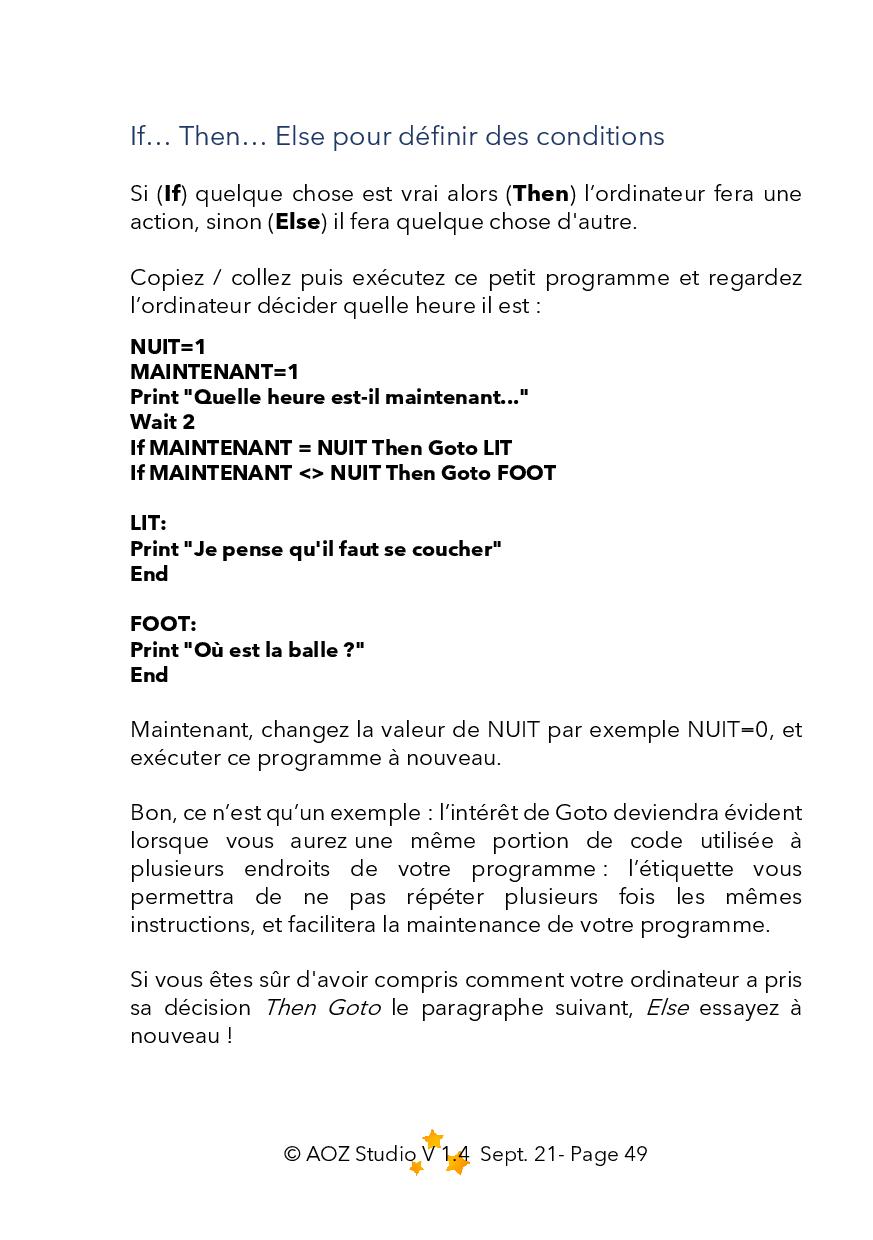 If… Then… Else pour définir des conditions
Si (If) quelque chose est vrai alors (Then) l’ordinateur fera une
action, sinon (Else) il fera quelque chose d'autre.
Copiez / collez puis exécutez ce petit programme et regardez
l’ordinateur décider quelle heure il est :
NUIT=1
MAINTENANT=1
Print "Quelle heure est-il maintenant..."
Wait 2
If MAINTENANT = NUIT Then Goto LIT
If MAINTENANT <> NUIT Then Goto FOOT
LIT:
Print "Je pense qu'il faut se coucher"
End
FOOT:
Print "Où est la balle ?"
End
Maintenant, changez la valeur de NUIT par exemple NUIT=0, et
exécuter ce programme à nouveau.
Bon, ce n’est qu’un exemple : l’intérêt de Goto deviendra évident
lorsque vous aurez une même portion de code utilisée à
plusieurs endroits de votre programme : l’étiquette vous
permettra de ne pas répéter plusieurs fois les mêmes
instructions, et facilitera la maintenance de votre programme.
Si vous êtes sûr d'avoir compris comment votre ordinateur a pris
sa décision Then Goto le paragraphe suivant, Else essayez à
nouveau !
© AOZ Studio V 1.4 Sept. 21- Page 49